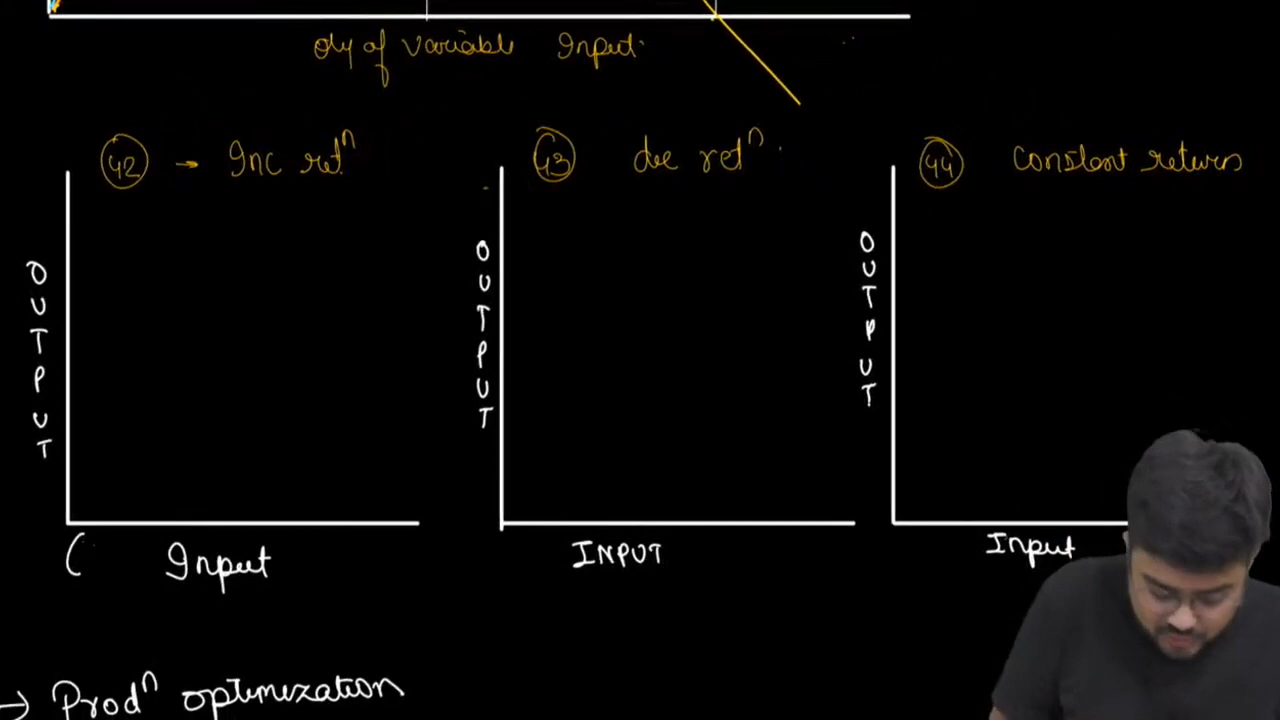 Qty of variable Input
42 → Inc retⁿ
43 dec retⁿ
44 constant returns
OUTPUT
OUTPUT
OUTPUT
( Input
INPUT
Input
→ Prodⁿ optimization